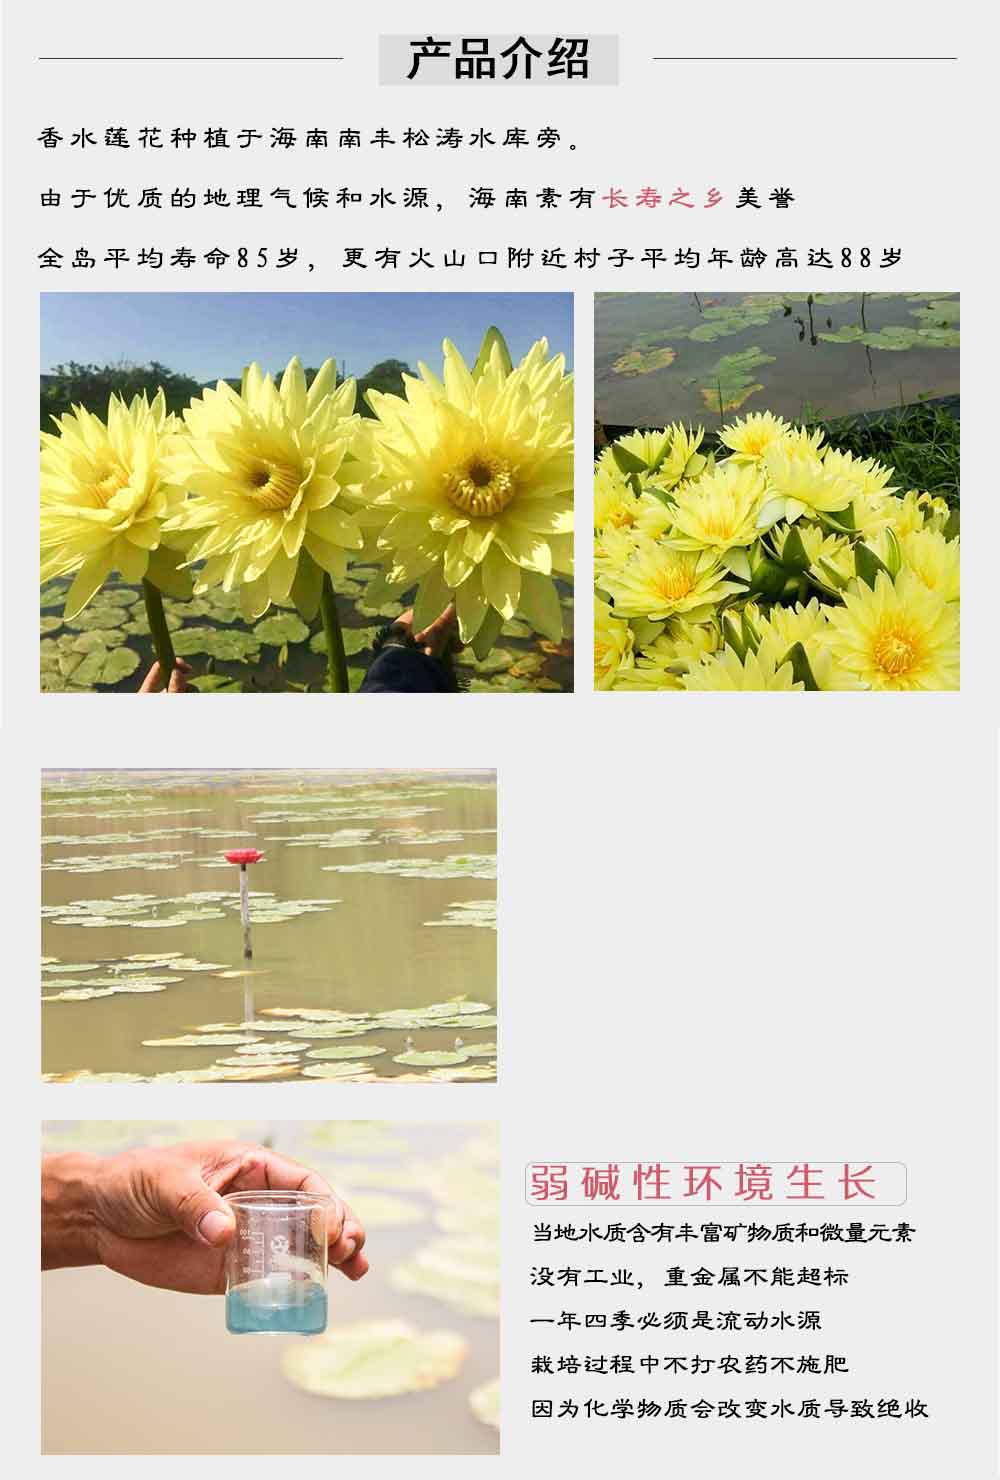 产品介绍
香水莲花种植于海南南丰松涛水库旁。
由于优质的地理气候和水源，海南素有长寿之乡美誉
全岛平均寿命85岁，更有火山口附近村子平均年龄高达88岁
弱碱性环境生长
当地水质含有丰富矿物质和微量元素
没有工业，重金属不能超标
一年四季必须是流动水源
栽培过程中不打农药不施肥
因为化学物质会改变水质导致绝收